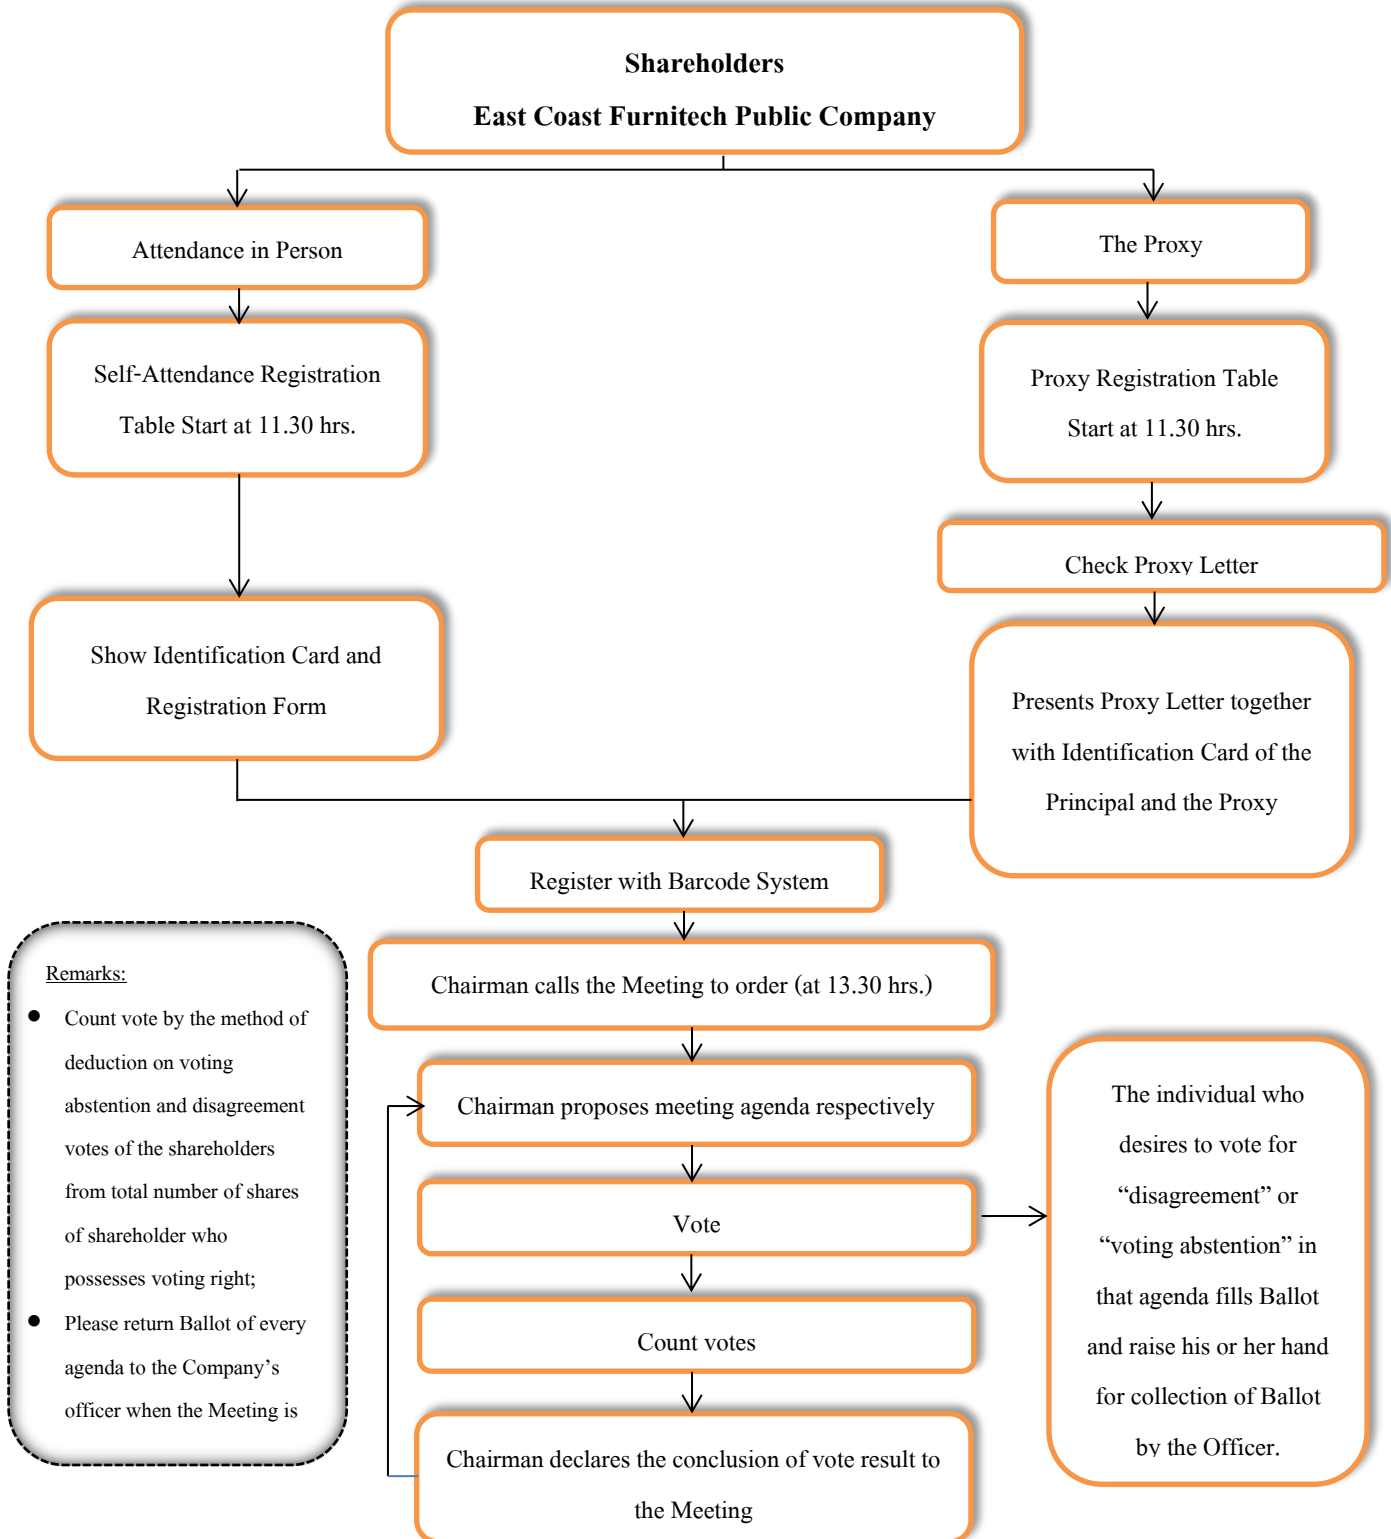 Shareholders
East Coast Furnitech Public Company
Attendance in Person
The Proxy
Self-Attendance Registration
Table Start at 11.30 hrs.
Proxy Registration Table
Start at 11.30 hrs.
Check Proxy Letter
Show Identification Card and
Registration Form
Presents Proxy Letter together
with Identification Card of the
Principal and the Proxy
Register with Barcode System
Chairman calls the Meeting to order (at 13.30 hrs.)
Chairman proposes meeting agenda respectively
Vote
Count votes
Chairman declares the conclusion of vote result to
the Meeting
Remarks:
● Count vote by the method of
deduction on voting
abstention and disagreement
votes of the shareholders
from total number of shares
of shareholder who
possesses voting right;
● Please return Ballot of every
agenda to the Company’s
officer when the Meeting is
The individual who
desires to vote for
“disagreement” or
“voting abstention” in
that agenda fills Ballot
and raise his or her hand
for collection of Ballot
by the Officer.